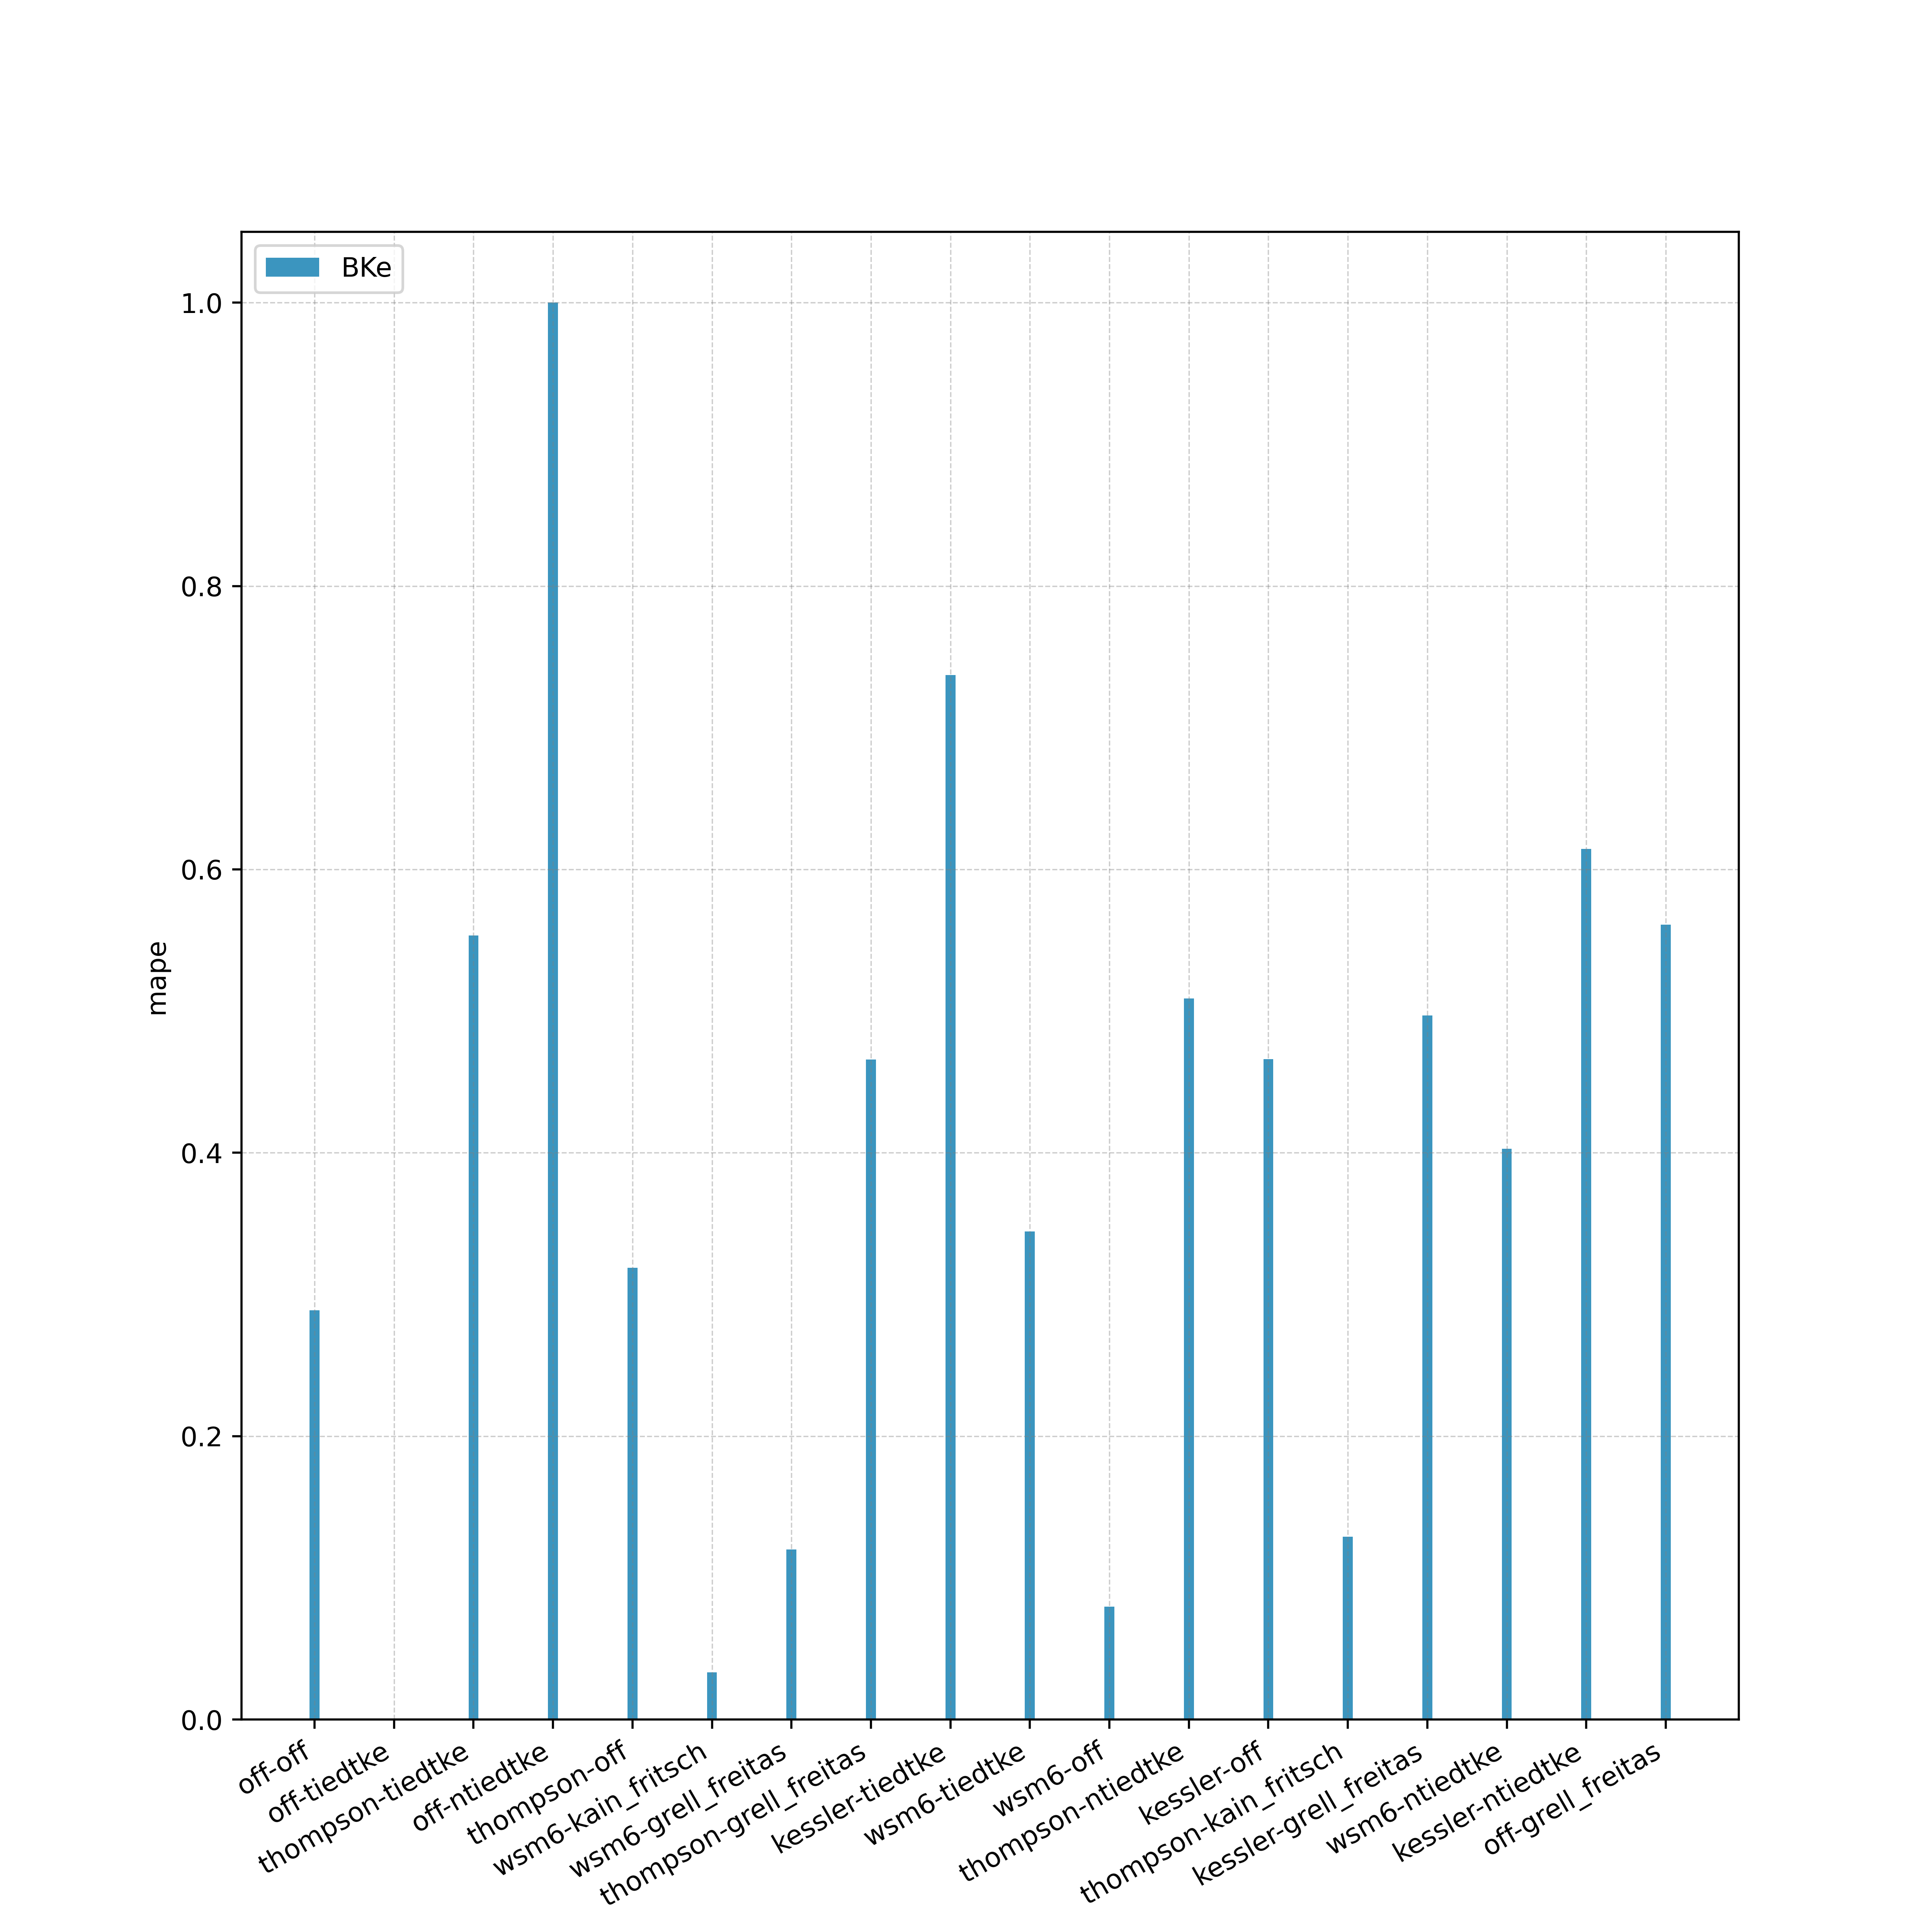 BKe
1.0
0.8
0.6
0.4
0.2
0.0
mape
off-off
off-tiedtke
thompson-tiedtke
off-ntiedtke
thompson-off
wsm6-kain_fritsch
wsm6-grell_freitas
thompson-grell_freitas
kessler-tiedtke
wsm6-tiedtke
wsm6-off
thompson-ntiedtke
kessler-off
thompson-kain_fritsch
kessler-grell_freitas
wsm6-ntiedtke
kessler-ntiedtke
off-grell_freitas